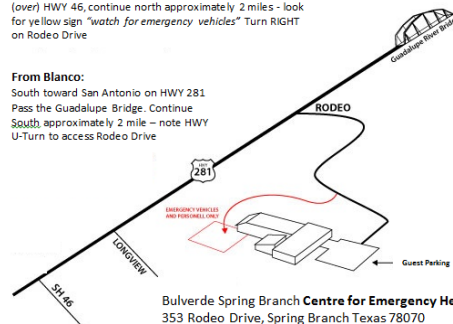 (over) HWY 46, continue north approximately 2 miles - look
for yellow sign “watch for emergency vehicles” Turn RIGHT
on Rodeo Drive
From Blanco:
South toward San Antonio on HWY 281
Pass the Guadalupe Bridge. Continue
South approximately 2 mile – note HWY
U-Turn to access Rodeo Drive
Guadalupe River Bridg
RODEO
HWY
281
EMERGENCY VEHICLES
AND PERSONELL ONLY
LONGVIEW
SH 46
Guest Parking
Bulverde Spring Branch Centre for Emergency He
353 Rodeo Drive, Spring Branch Texas 78070